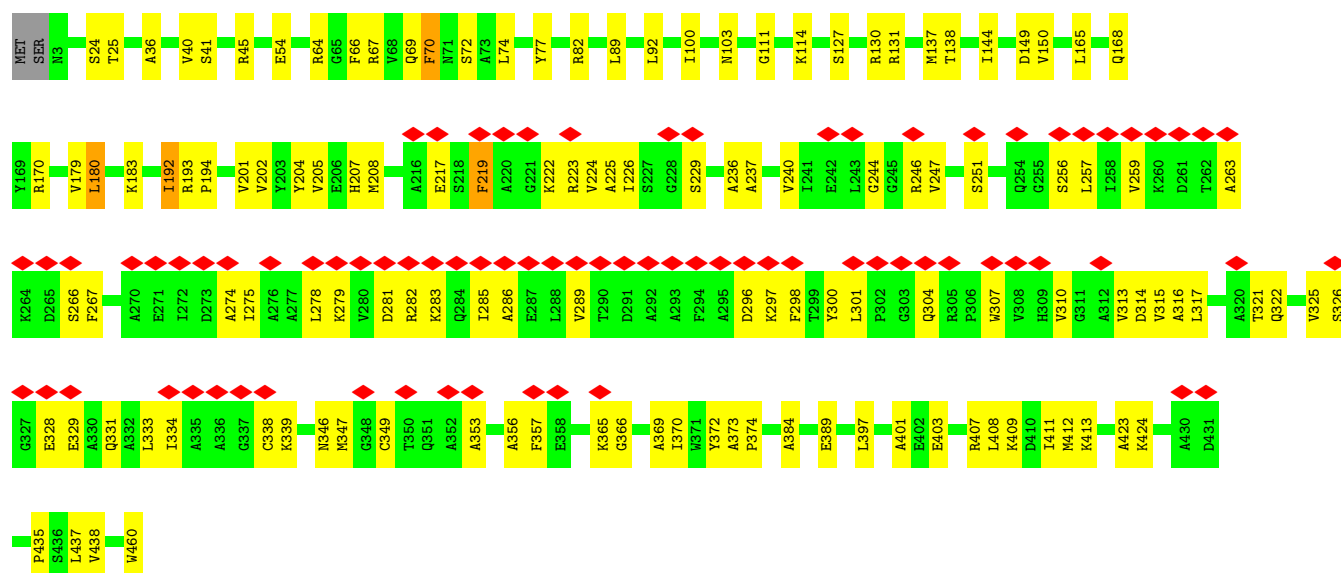 MET SER N3 S24 T25 A36 V40 S41 R45 E54 R64 G65 F66 R67 V68 Q69 F70 N71 S72 A73 L74 Y77 R82 L89 L92 I100 N103 G111 K114 S127 R130 R131 M137 T138 I144 D149 V150 L165 Q168
Y169 R170 V179 L180 K183 I192 R193 P194 V201 V202 Y203 Y204 V205 E206 H207 M208 A216 E217 S218 F219 A220 G221 K222 R223 V224 A225 I226 S227 G228 S229 A236 A237 V240 I241 E242 L243 G244 G245 R246 V247 S251 Q254 G255 S256 L257 I258 V259 K260 D261 T262 A263
K264 D265 S266 F267 A270 E271 I272 D273 A274 I275 A276 A277 L278 K279 V280 D281 R282 K283 Q284 I285 A286 E287 L288 V289 T290 D291 A292 A293 F294 A295 D296 K297 F298 T299 Y300 L301 P302 G303 Q304 R305 P306 W307 V308 H309 V310 G311 A312 V313 D314 V315 A316 L317 A320 T321 Q322 V325 S326
G327 E328 E329 A330 Q331 A332 L333 I334 A335 A336 G337 C338 K339 N346 M347 G348 C349 T350 Q351 A352 A353 A356 F357 E358 K365 G366 A369 I370 W371 Y372 A373 P374 A384 E389 L397 A401 E402 E403 R407 L408 K409 D410 I411 M412 K413 A423 K424 A430 D431
P435 S436 L437 V438 W460